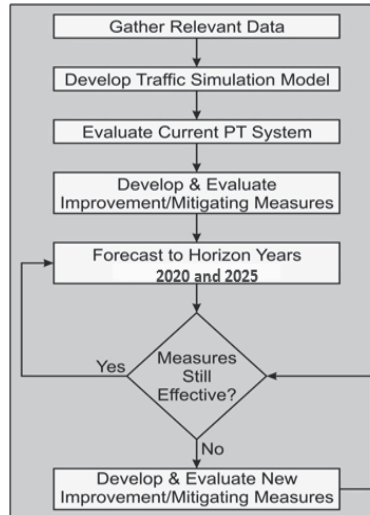 Gather Relevant Data
Develop Traffic Simulation Model
Evaluate Current PT System
Develop & Evaluate
Improvement/Mitigating Measures
Forecast to Horizon Years
2020 and 2025
Measures
Still
Effective?
Yes
No
Develop & Evaluate New
Improvement/Mitigating Measures